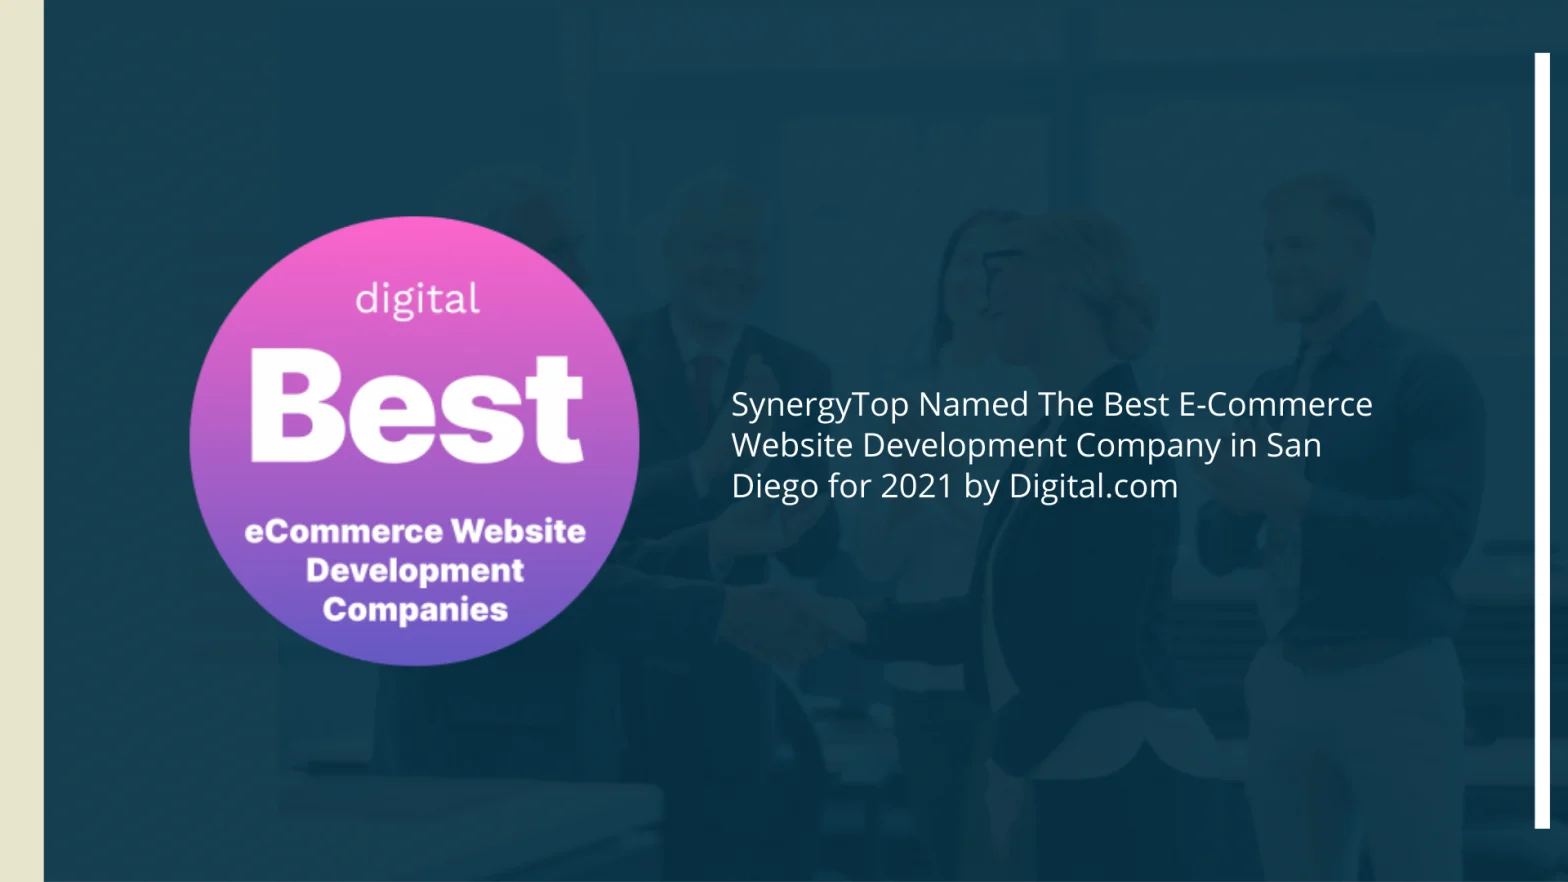 digital
Best
eCommerce Website
Development
Companies
SynergyTop Named The Best E-Commerce
Website Development Company in San
Diego for 2021 by Digital.com